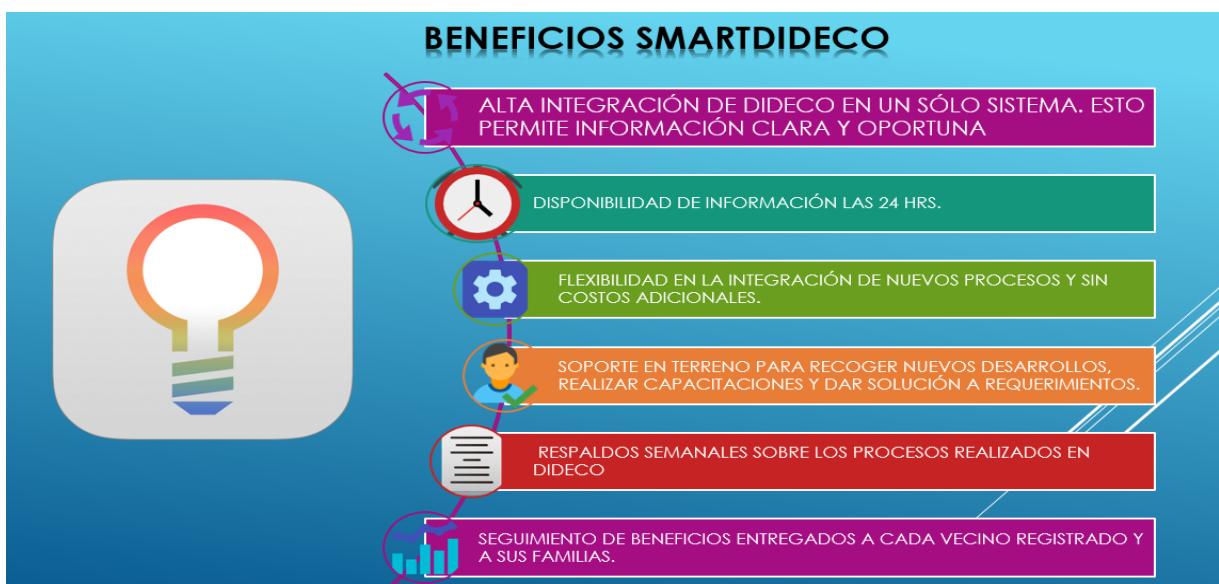 BENEFICIOS SMARTDIDECO
ALTA INTEGRACIÓN DE DIDECO EN UN SÓLO SISTEMA. ESTO
PERMITE INFORMACIÓN CLARA Y OPORTUNA
DISPONIBILIDAD DE INFORMACIÓN LAS 24 HRS.
FLEXIBILIDAD EN LA INTEGRACIÓN DE NUEVOS PROCESOS Y SIN
COSTOS ADICIONALES.
SOPORTE EN TERRENO PARA RECOGER NUEVOS DESARROLLOS,
REALIZAR CAPACITACIONES Y DAR SOLUCIÓN A REQUERIMIENTOS.
RESPALDOS SEMANALES SOBRE LOS PROCESOS REALIZADOS EN
DIDECO
SEGUIMIENTO DE BENEFICIOS ENTREGADOS A CADA VECINO REGISTRADO Y
A SUS FAMILIAS.